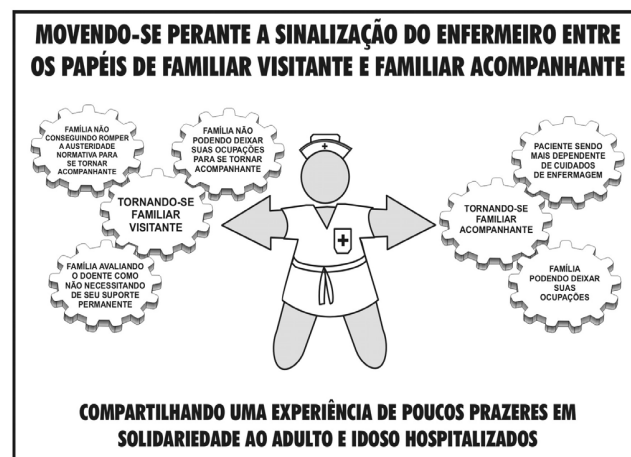 MOVENDO-SE PERANTE A SINALIZAÇÃO DO ENFERMEIRO ENTRE
OS PAPÉIS DE FAMILIAR VISITANTE E FAMILIAR ACOMPANHANTE
FAMÍLIA NÃO
CONSEGUINDO ROMPER
A AUSTERIDADE
NORMATIVA PARA
SE TORNAR
ACOMPANHANTE
FAMÍLIA NÃO
PODENDO DEIXAR
SUAS OCUPAÇÕES
PARA SE TORNAR
ACOMPANHANTE
TORNANDO-SE
FAMILIAR
VISITANTE
FAMÍLIA AVALIANDO
O DOENTE COMO
NÃO NECESSITANDO
DE SEU SUPORTE
PERMANENTE
PACIENTE SENDO
MAIS DEPENDENTE
DE CUIDADOS
DE ENFERMAGEM
TORNANDO-SE
FAMILIAR
ACOMPANHANTE
FAMÍLIA
PODENDO DEIXAR
SUAS
OCUPAÇÕES
COMPARTILHANDO UMA EXPERIÊNCIA DE POUCOS PRAZERES EM
SOLIDARIEDADE AO ADULTO E IDOSO HOSPITALIZADOS